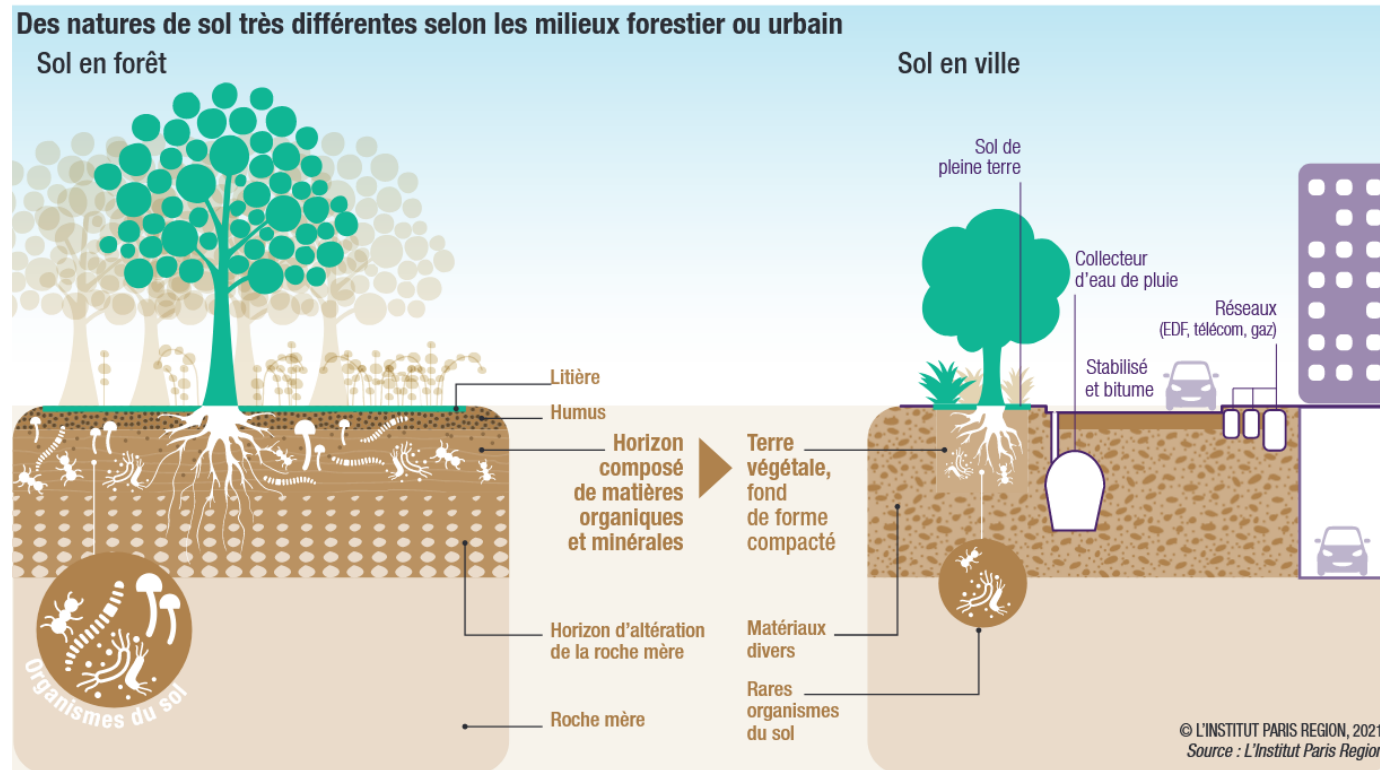 Des natures de sol très différentes selon les milieux forestier ou urbain
Sol en forêt
Sol en ville
Sol de
pleine terre
Collecteur
d'eau de pluie
Réseaux
(EDF, télécom, gaz)
Stabilisé
et bitume
Litière
Humus
Horizon
composé
de matières
organiques
et minérales
Terre
végétale,
fond
de forme
compacté
Horizon d'altération
de la roche mère
Roche mère
Matériaux
divers
Rares
organismes
du sol
Organismes du sol
© L'INSTITUT PARIS REGION, 2021
Source : L'Institut Paris Region